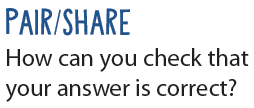 PAIR/SHARE
How can you check that
your answer is correct?